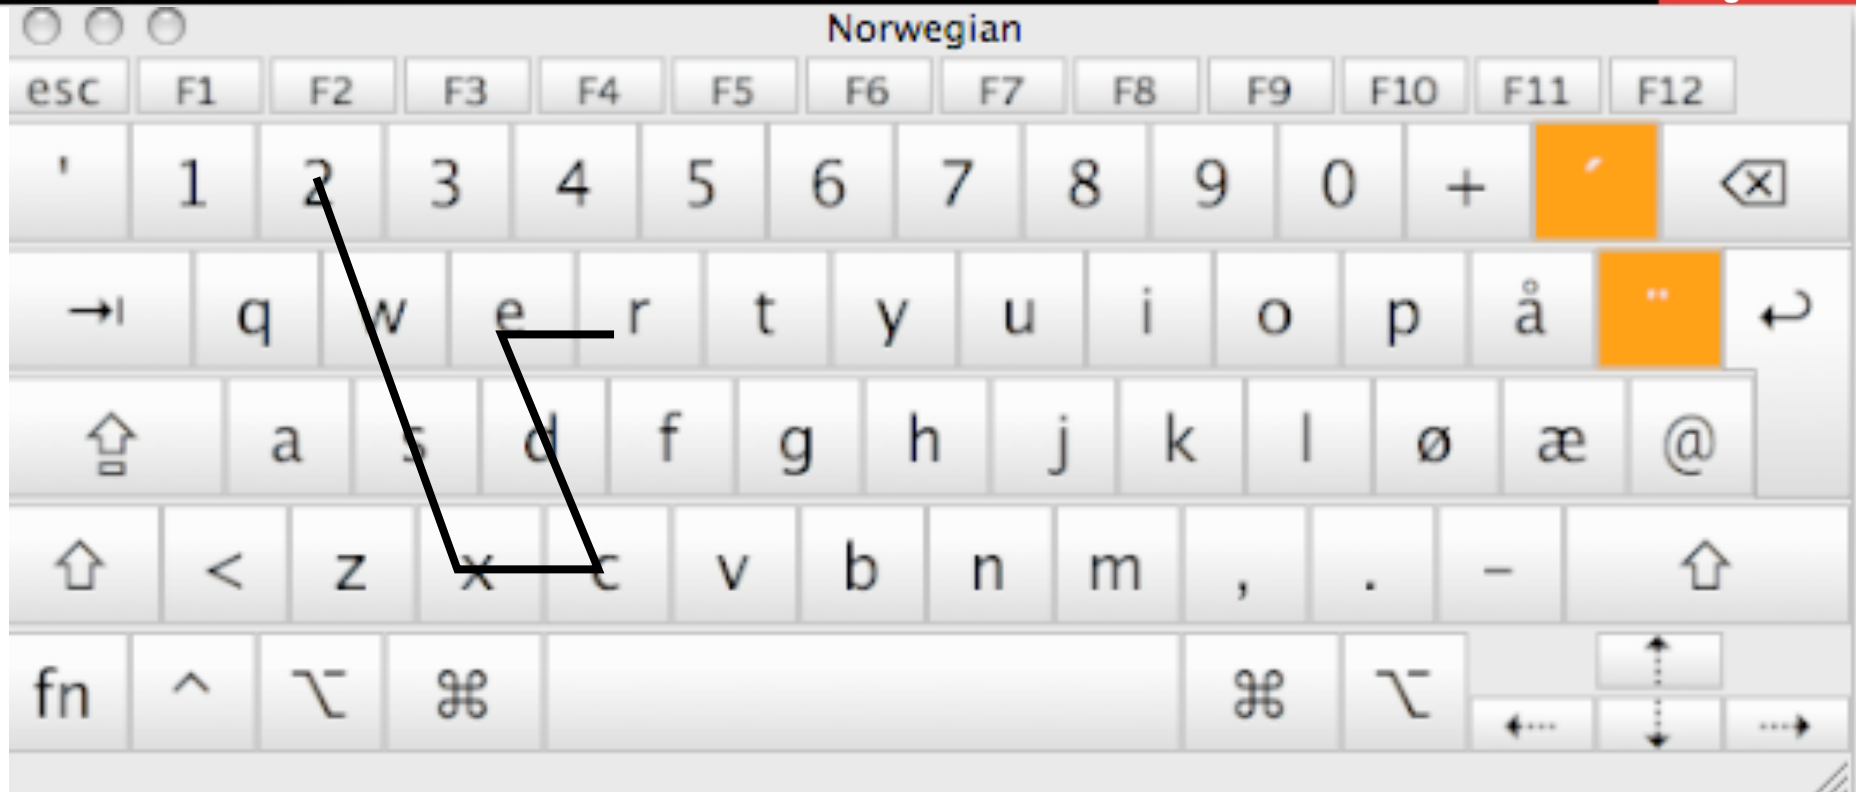 Norwegian
esc F1 F2 F3 F4 F5 F6 F7 F8 F9 F10 F11 F12
' 1 2 3 4 5 6 7 8 9 0 + ´
q w e r t y u i o p å ¨
a s d f g h j k l ø æ @
< z x c v b n m , . -
fn ^ ⌥ ⌘ ⌘ ⌥